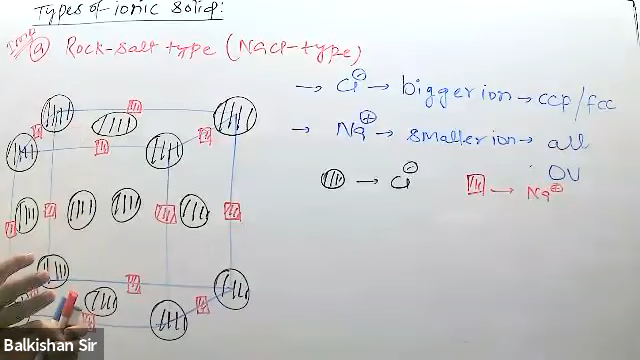 Types of ionic solid:
Imp (a) Rock-salt type (NaCl-type)
→ Cl⊖ → bigger ion → ccp/fcc
→ Na⊕ → smaller ion → all
OV
→ Cl⊖
→ Na⊕
Balkishan Sir